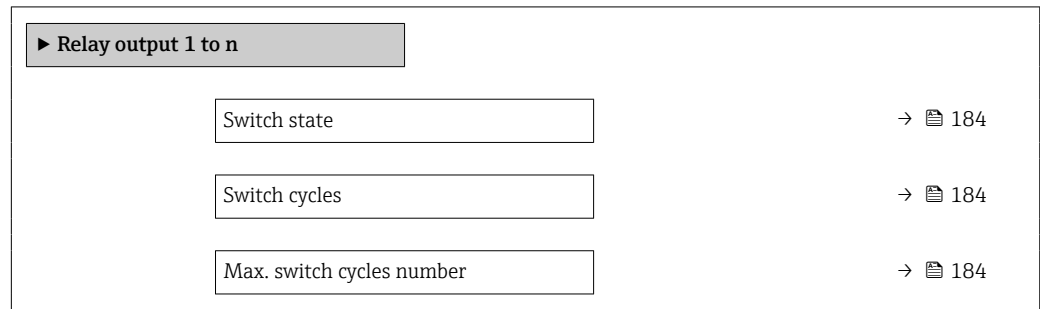 ▶ Relay output 1 to n
Switch state → 184
Switch cycles → 184
Max. switch cycles number → 184